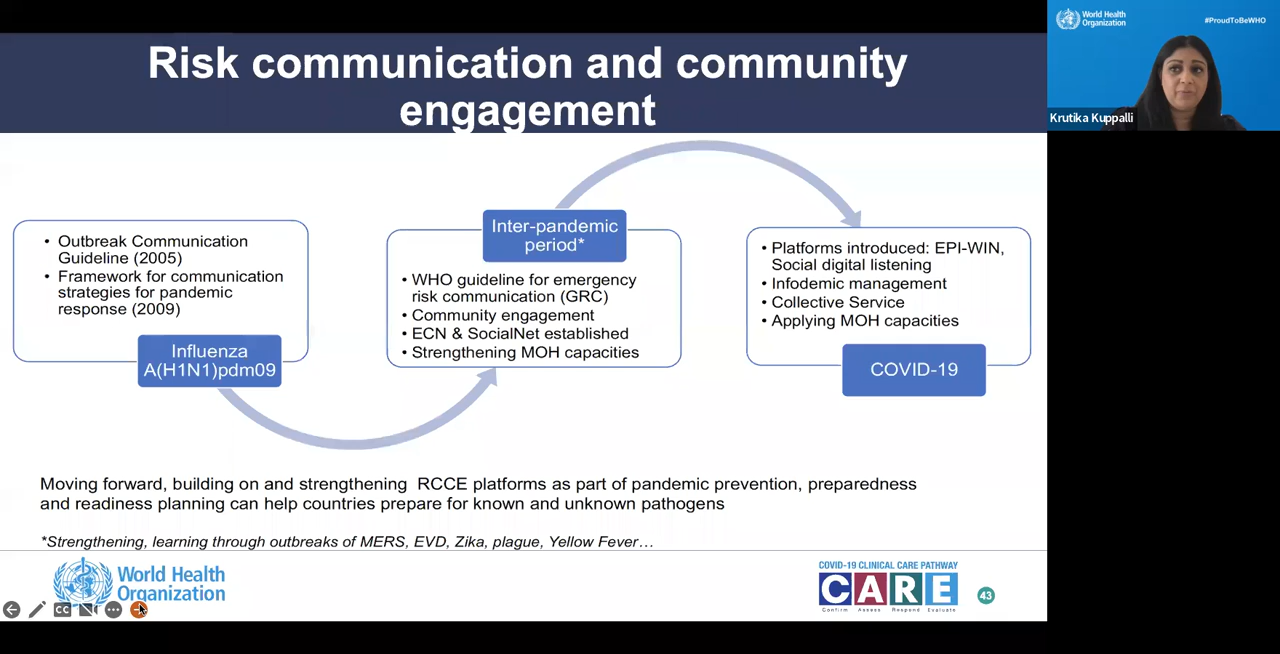 Risk communication and community
engagement
• Outbreak Communication
Guideline (2005)
• Framework for communication
strategies for pandemic
response (2009)
Influenza
A(H1N1)pdm09
Inter-pandemic
period*
• WHO guideline for emergency
risk communication (GRC)
• Community engagement
• ECN & SocialNet established
• Strengthening MOH capacities
• Platforms introduced: EPI-WIN,
Social digital listening
• Infodemic management
• Collective Service
• Applying MOH capacities
COVID-19
Moving forward, building on and strengthening RCCE platforms as part of pandemic prevention, preparedness
and readiness planning can help countries prepare for known and unknown pathogens
*Strengthening, learning through outbreaks of MERS, EVD, Zika, plague, Yellow Fever…
World Health
Organization
CC
COVID-19 CLINICAL CARE PATHWAY
CARE
Confirm Assess Respond Evaluate
43
World Health
Organization
#ProudToBeWHO
Krutika Kuppalli